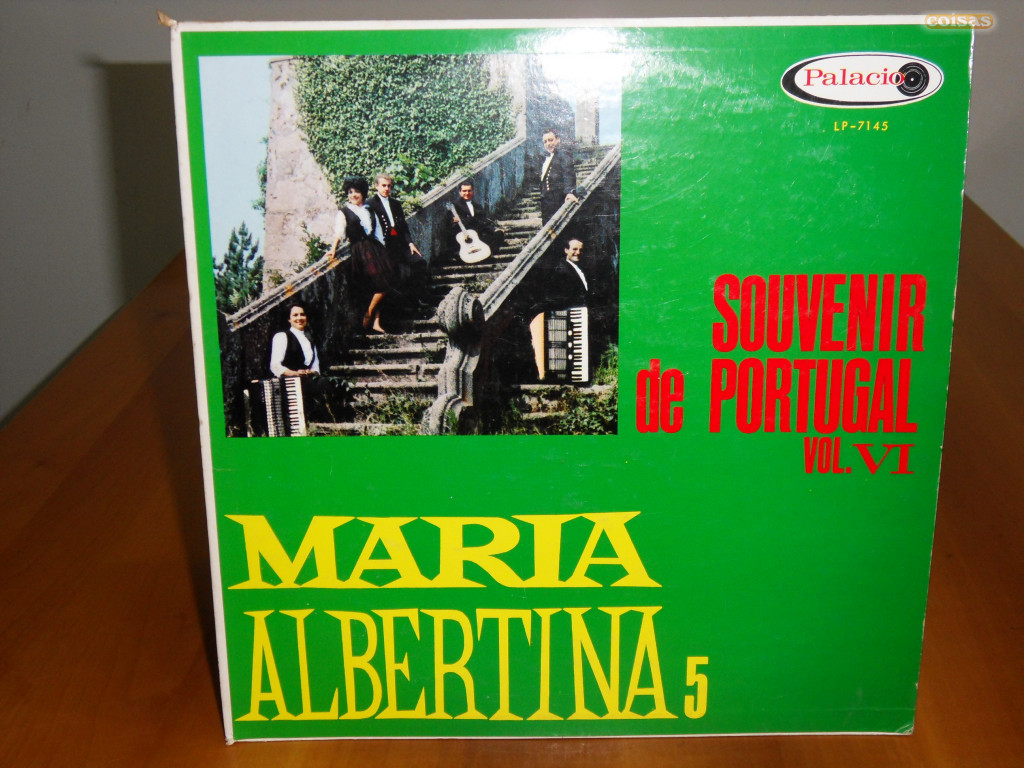 coisas
Palacio
LP-7145
SOUVENIR
de PORTUGAL
VOL. VI
MARIA
ALBERTINA 5